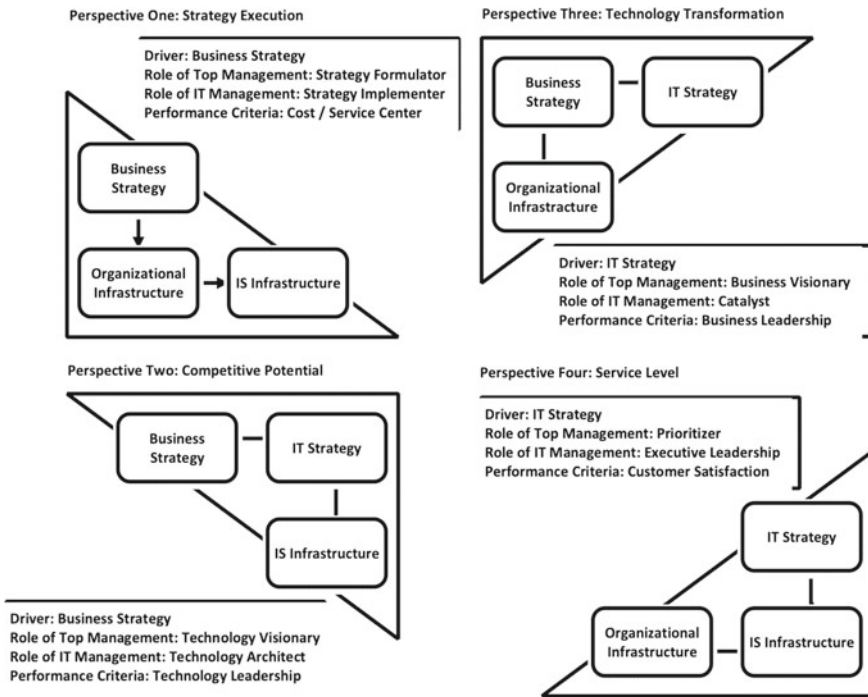 Perspective One: Strategy Execution
Driver: Business Strategy
Role of Top Management: Strategy Formulator
Role of IT Management: Strategy Implementer
Performance Criteria: Cost / Service Center
Business
Strategy
Organizational
Infrastructure
IS Infrastructure
Perspective Three: Technology Transformation
Business
Strategy
IT Strategy
Organizational
Infrastracture
Driver: IT Strategy
Role of Top Management: Business Visionary
Role of IT Management: Catalyst
Performance Criteria: Business Leadership
Perspective Two: Competitive Potential
Business
Strategy
IT Strategy
IS Infrastructure
Driver: Business Strategy
Role of Top Management: Technology Visionary
Role of IT Management: Technology Architect
Performance Criteria: Technology Leadership
Perspective Four: Service Level
Driver: IT Strategy
Role of Top Management: Prioritizer
Role of IT Management: Executive Leadership
Performance Criteria: Customer Satisfaction
IT Strategy
Organizational
Infrastructure
IS Infrastructure